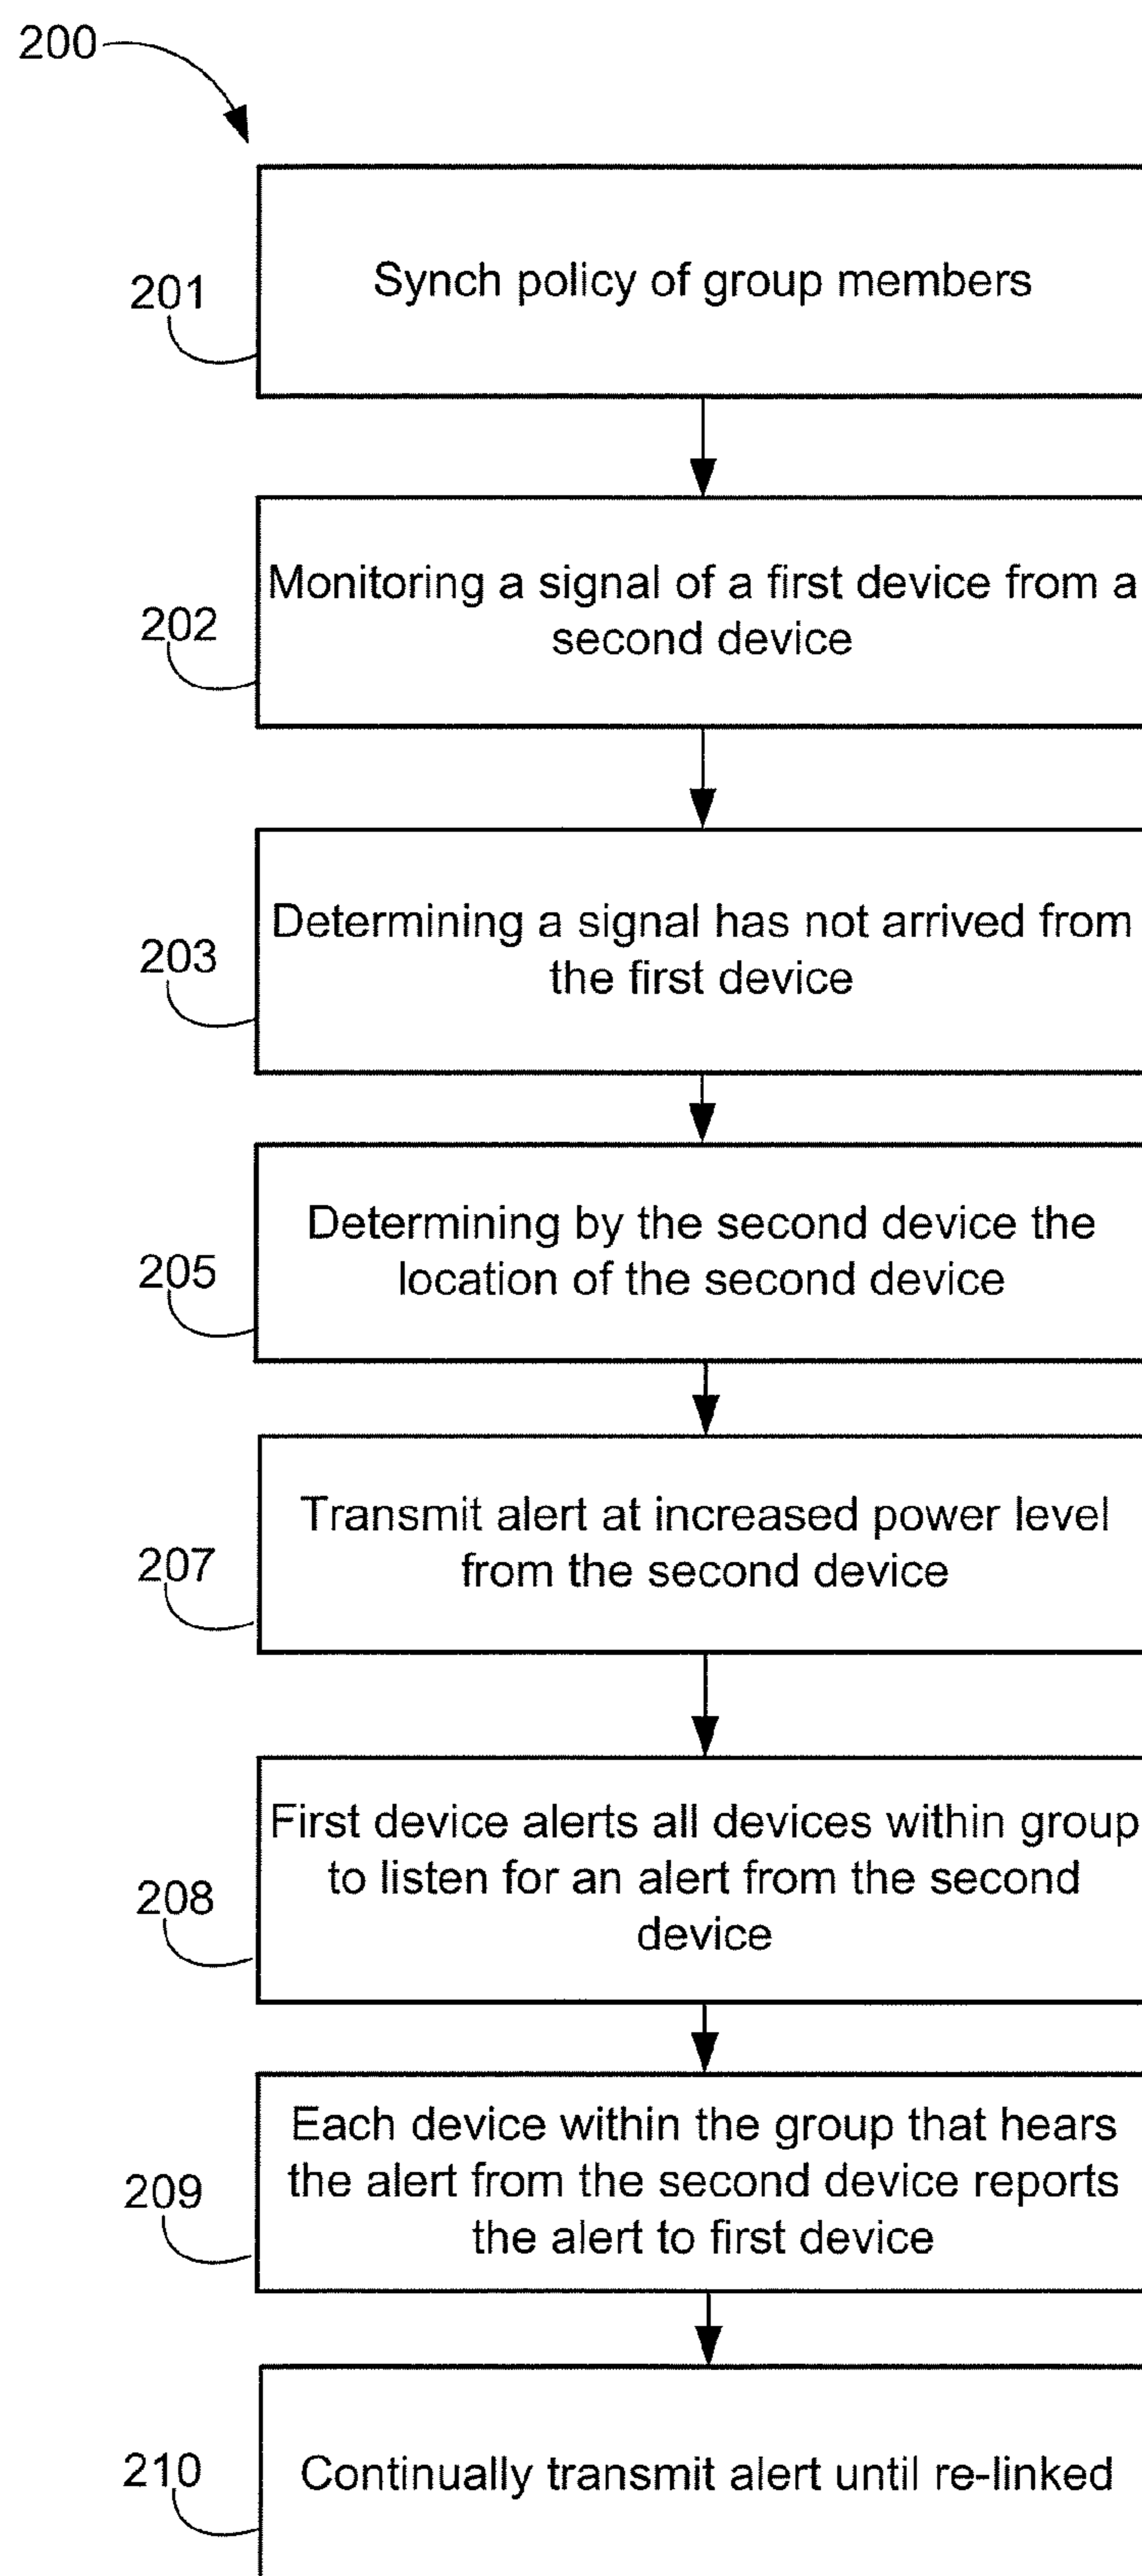 200
201
Synch policy of group members
202
Monitoring a signal of a first device from a
second device
203
Determining a signal has not arrived from
the first device
205
Determining by the second device the
location of the second device
207
Transmit alert at increased power level
from the second device
208
First device alerts all devices within group
to listen for an alert from the second
device
209
Each device within the group that hears
the alert from the second device reports
the alert to first device
210
Continually transmit alert until re-linked